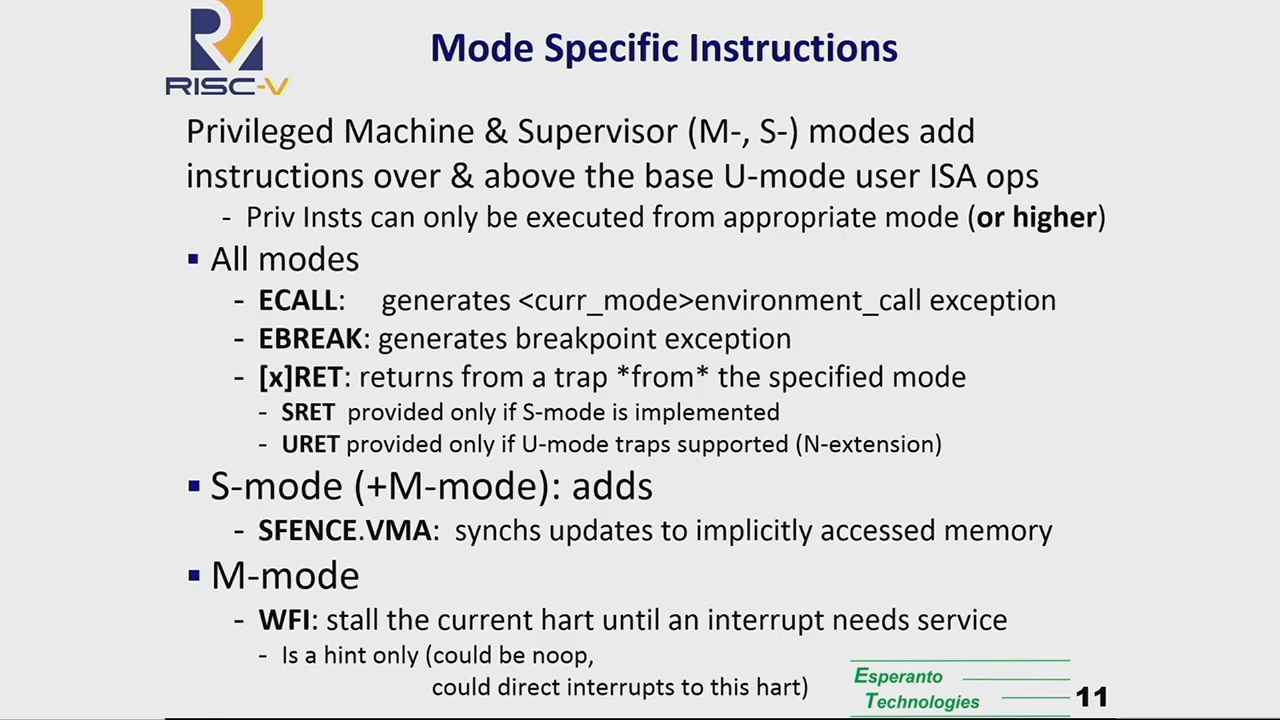 RISC-V
Mode Specific Instructions
Privileged Machine & Supervisor (M-, S-) modes add
instructions over & above the base U-mode user ISA ops
- Priv Insts can only be executed from appropriate mode (or higher)
▪ All modes
- ECALL: generates <curr_mode>environment_call exception
- EBREAK: generates breakpoint exception
- [x]RET: returns from a trap *from* the specified mode
- SRET provided only if S-mode is implemented
- URET provided only if U-mode traps supported (N-extension)
▪ S-mode (+M-mode): adds
- SFENCE.VMA: synchs updates to implicitly accessed memory
▪ M-mode
- WFI: stall the current hart until an interrupt needs service
- Is a hint only (could be noop,
could direct interrupts to this hart)
Esperanto
Technologies
11